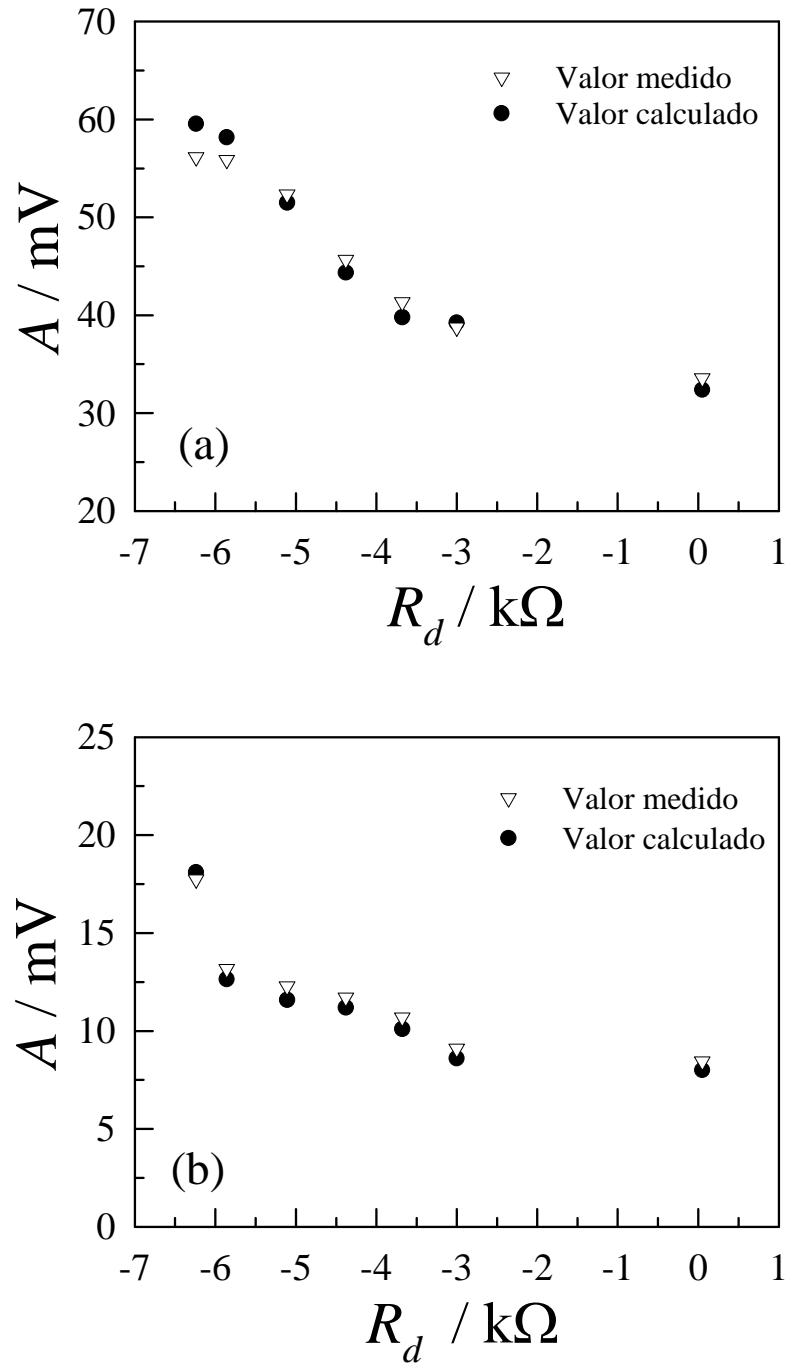 70
60
50
40
30
20
A / mV
Valor medido
Valor calculado
(a)
-7 -6 -5 -4 -3 -2 -1 0 1
R_d / kΩ
25
20
15
10
5
0
A / mV
Valor medido
Valor calculado
(b)
-7 -6 -5 -4 -3 -2 -1 0 1
R_d / kΩ